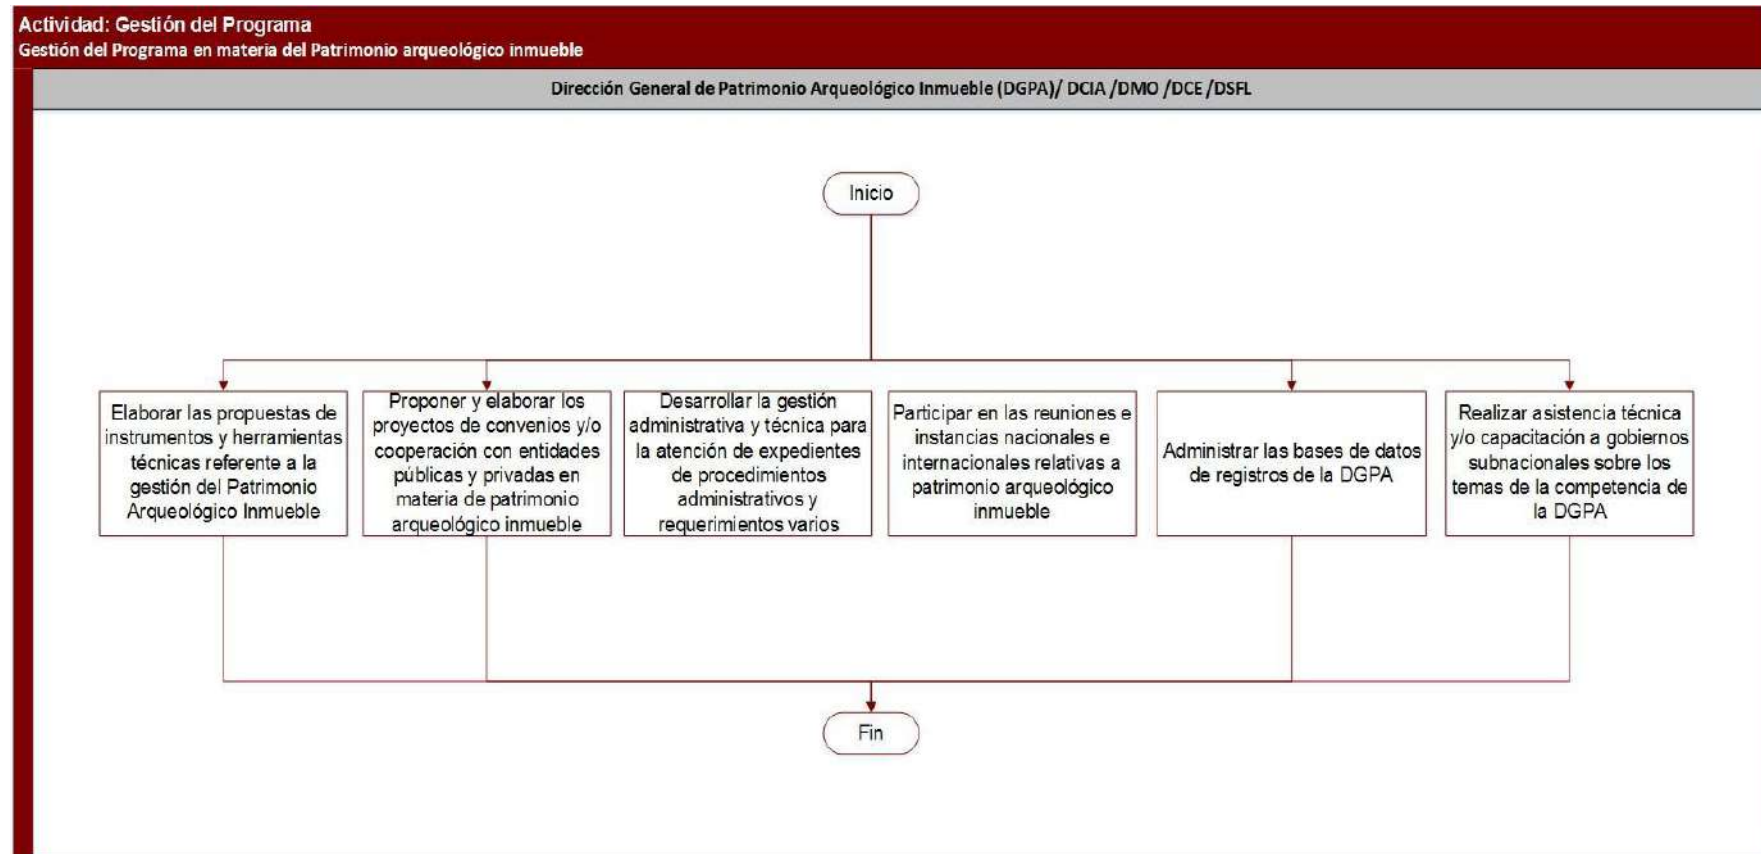 Actividad: Gestión del Programa
Gestión del Programa en materia del Patrimonio arqueológico inmueble
Dirección General de Patrimonio Arqueológico Inmueble (DGPA)/ DCIA /DMO /DCE /DSFL
Inicio
Elaborar las propuestas de
instrumentos y herramientas
técnicas referente a la
gestión del Patrimonio
Arqueológico Inmueble
Proponer y elaborar los
proyectos de convenios y/o
cooperación con entidades
públicas y privadas en
materia de patrimonio
arqueológico inmueble
Desarrollar la gestión
administrativa y técnica para
la atención de expedientes
de procedimientos
administrativos y
requerimientos varios
Participar en las reuniones e
instancias nacionales e
internacionales relativas a
patrimonio arqueológico
inmueble
Administrar las bases de datos
de registros de la DGPA
Realizar asistencia técnica
y/o capacitación a gobiernos
subnacionales sobre los
temas de la competencia de
la DGPA
Fin